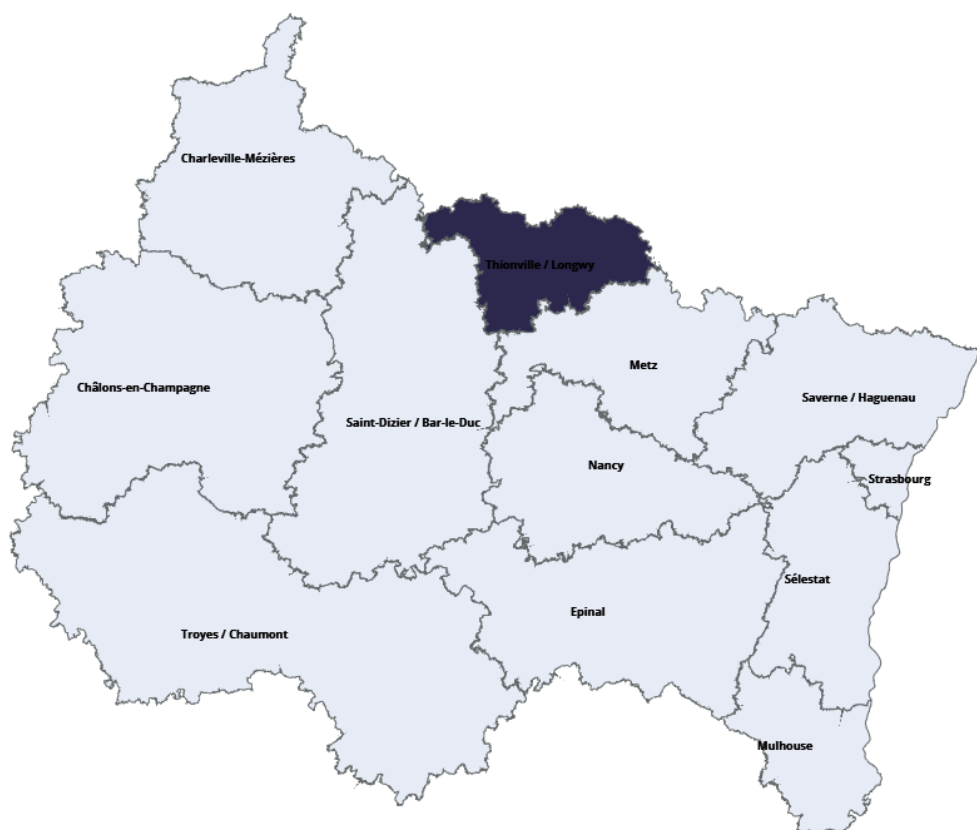 Charleville-Mézières
Thionville / Longwy
Metz
Châlons-en-Champagne
Saverne / Haguenau
Saint-Dizier / Bar-le-Duc
Nancy
Strasbourg
Sélestat
Epinal
Troyes / Chaumont
Mulhouse